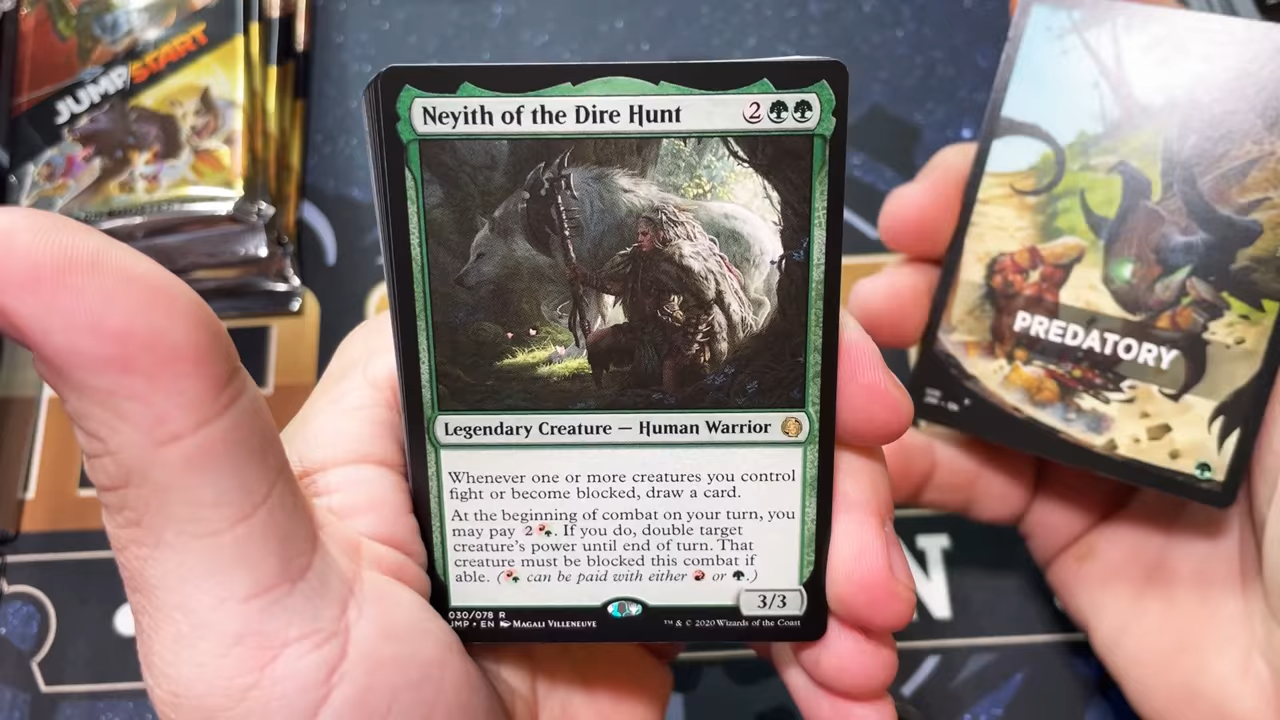 JUMP/START
Neyith of the Dire Hunt 2
PREDATORY
Legendary Creature — Human Warrior
Whenever one or more creatures you control
fight or become blocked, draw a card.
At the beginning of combat on your turn, you
may pay 2 . If you do, double target
creature's power until end of turn. That
creature must be blocked this combat if
able. ( can be paid with either or .)
3/3
030/078 R
JMP • EN Magali Villeneuve
™ & © 2020 Wizards of the Coast
N